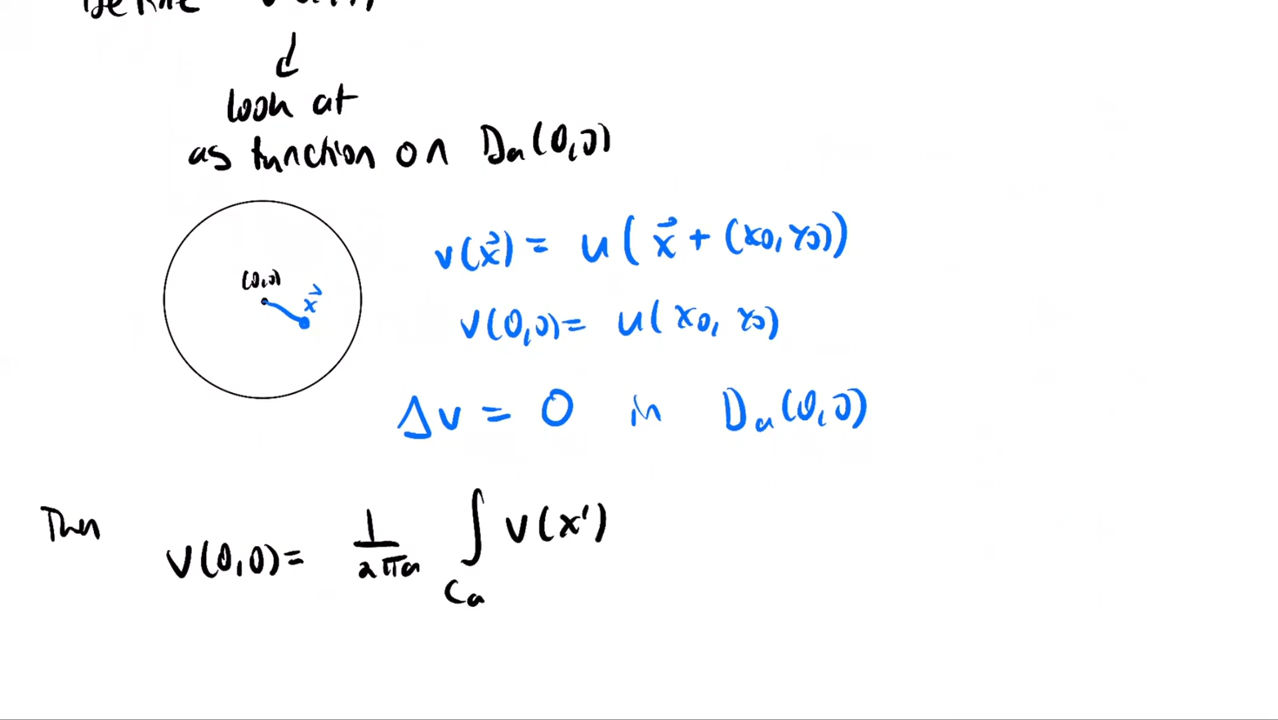 Define
look at
as function on Da(0,0)
(0,0)
x⃗
v(x⃗) = u(x⃗ + (x0, y0))
v(0,0) = u(x0, y0)
Δv = 0 in Da(0,0)
Then v(0,0) = 1/2πa ∫Ca v(x')